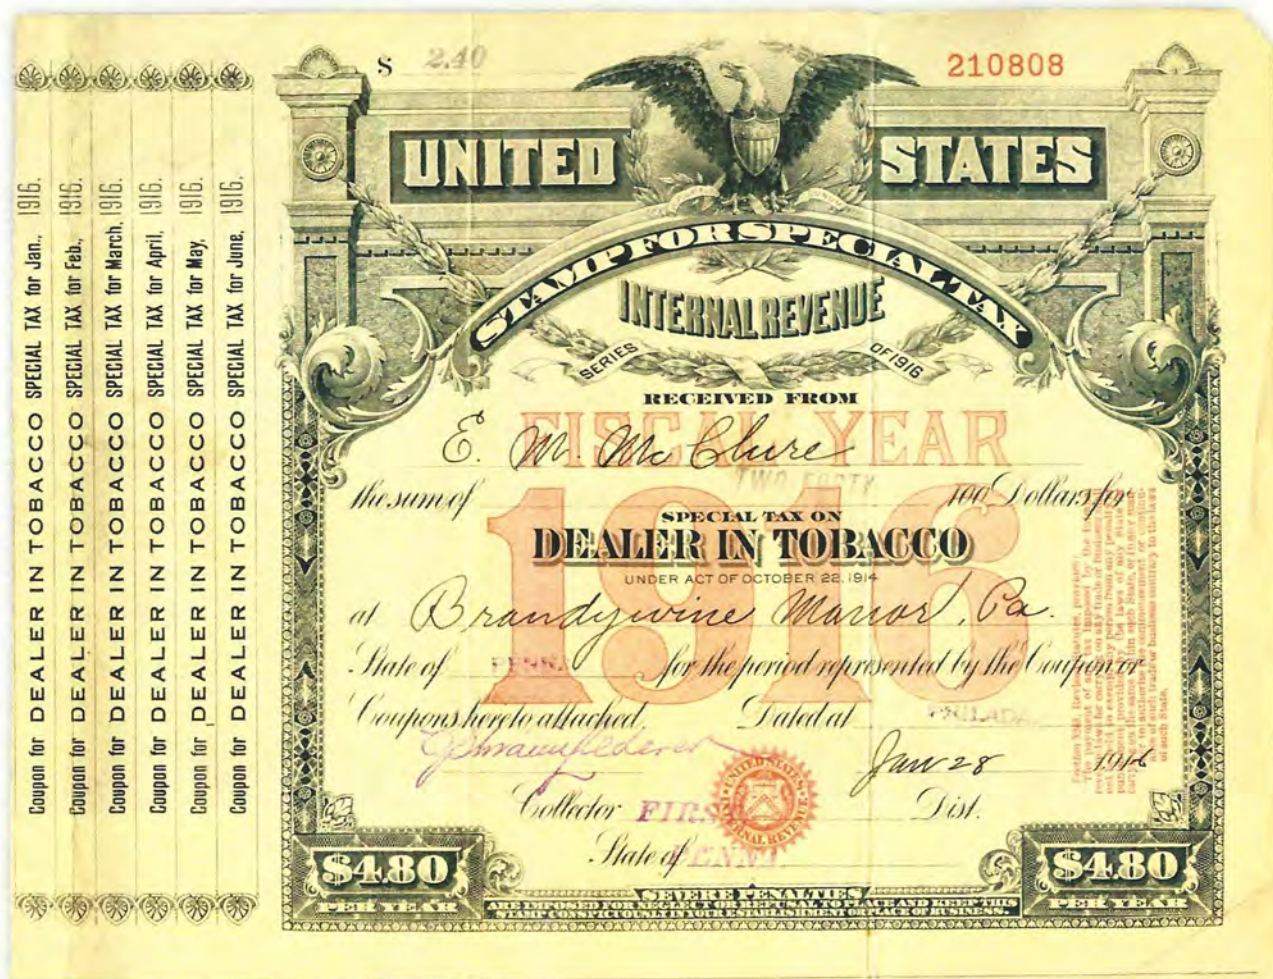 $ 2.40
210808
UNITED STATES
STAMP FOR SPECIAL TAX
INTERNAL REVENUE
SERIES OF 1916
RECEIVED FROM
FISCAL YEAR
1916
E. M. McClure
TWO FORTY
the sum of 100 Dollars for
SPECIAL TAX ON
DEALER IN TOBACCO
UNDER ACT OF OCTOBER 22, 1914
at Brandywine Manor, Pa.
State of PENNA for the period represented by the Coupon or
Coupons hereto attached. Dated at PHILADA.
Jan 28 1916
Collector FIRST Dist.
State of PENNA.
UNITED STATES INTERNAL REVENUE
$4.80 PER YEAR
$4.80 PER YEAR
SEVERE PENALTIES
ARE IMPOSED FOR NEGLECT OR REFUSAL TO PLACE AND KEEP THIS
STAMP CONSPICUOUSLY IN YOUR ESTABLISHMENT OR PLACE OF BUSINESS.
Coupon for DEALER IN TOBACCO SPECIAL TAX for Jan., 1916.
Coupon for DEALER IN TOBACCO SPECIAL TAX for Feb., 1916.
Coupon for DEALER IN TOBACCO SPECIAL TAX for March, 1916.
Coupon for DEALER IN TOBACCO SPECIAL TAX for April, 1916.
Coupon for DEALER IN TOBACCO SPECIAL TAX for May, 1916.
Coupon for DEALER IN TOBACCO SPECIAL TAX for June, 1916.